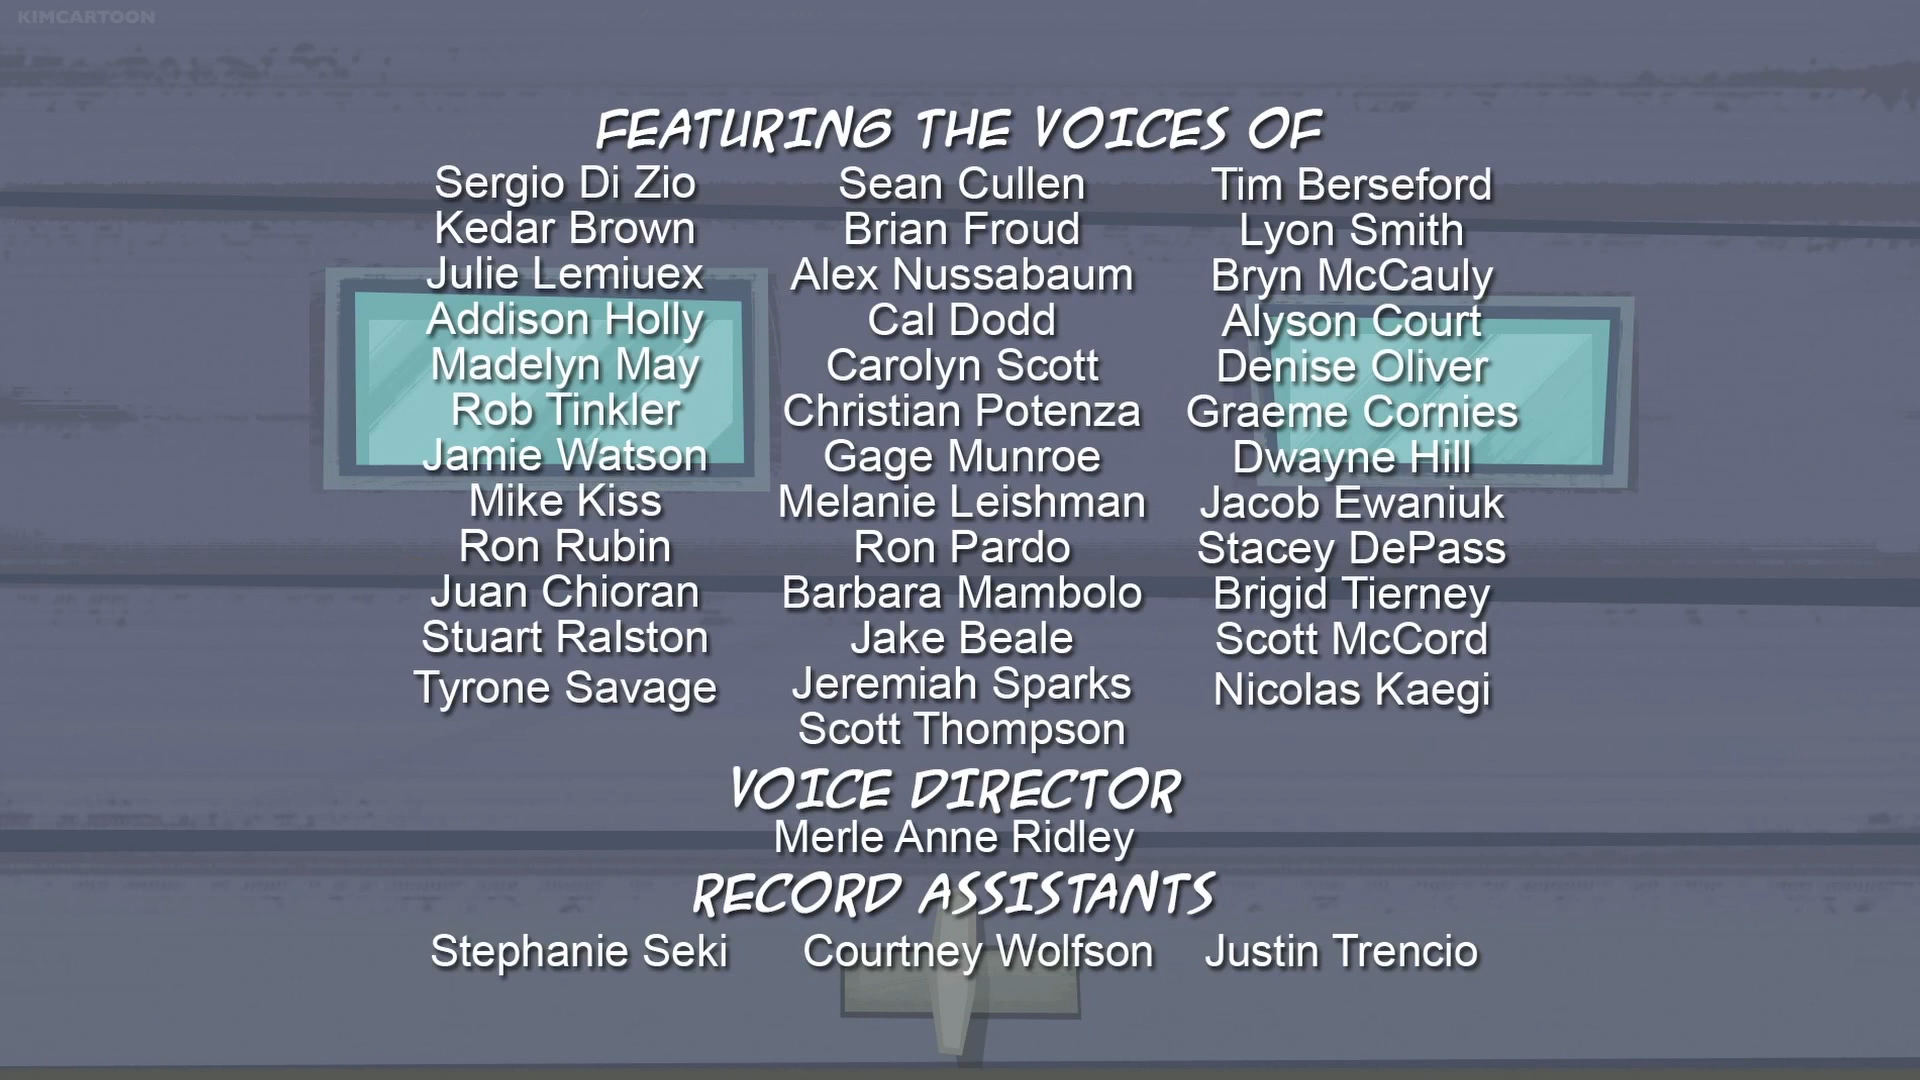 KIMCARTOON
FEATURING THE VOICES OF
Sergio Di Zio Sean Cullen Tim Berseford
Kedar Brown Brian Froud Lyon Smith
Julie Lemiuex Alex Nussabaum Bryn McCauly
Addison Holly Cal Dodd Alyson Court
Madelyn May Carolyn Scott Denise Oliver
Rob Tinkler Christian Potenza Graeme Cornies
Jamie Watson Gage Munroe Dwayne Hill
Mike Kiss Melanie Leishman Jacob Ewaniuk
Ron Rubin Ron Pardo Stacey DePass
Juan Chioran Barbara Mambolo Brigid Tierney
Stuart Ralston Jake Beale Scott McCord
Tyrone Savage Jeremiah Sparks Nicolas Kaegi
Scott Thompson
VOICE DIRECTOR
Merle Anne Ridley
RECORD ASSISTANTS
Stephanie Seki Courtney Wolfson Justin Trencio